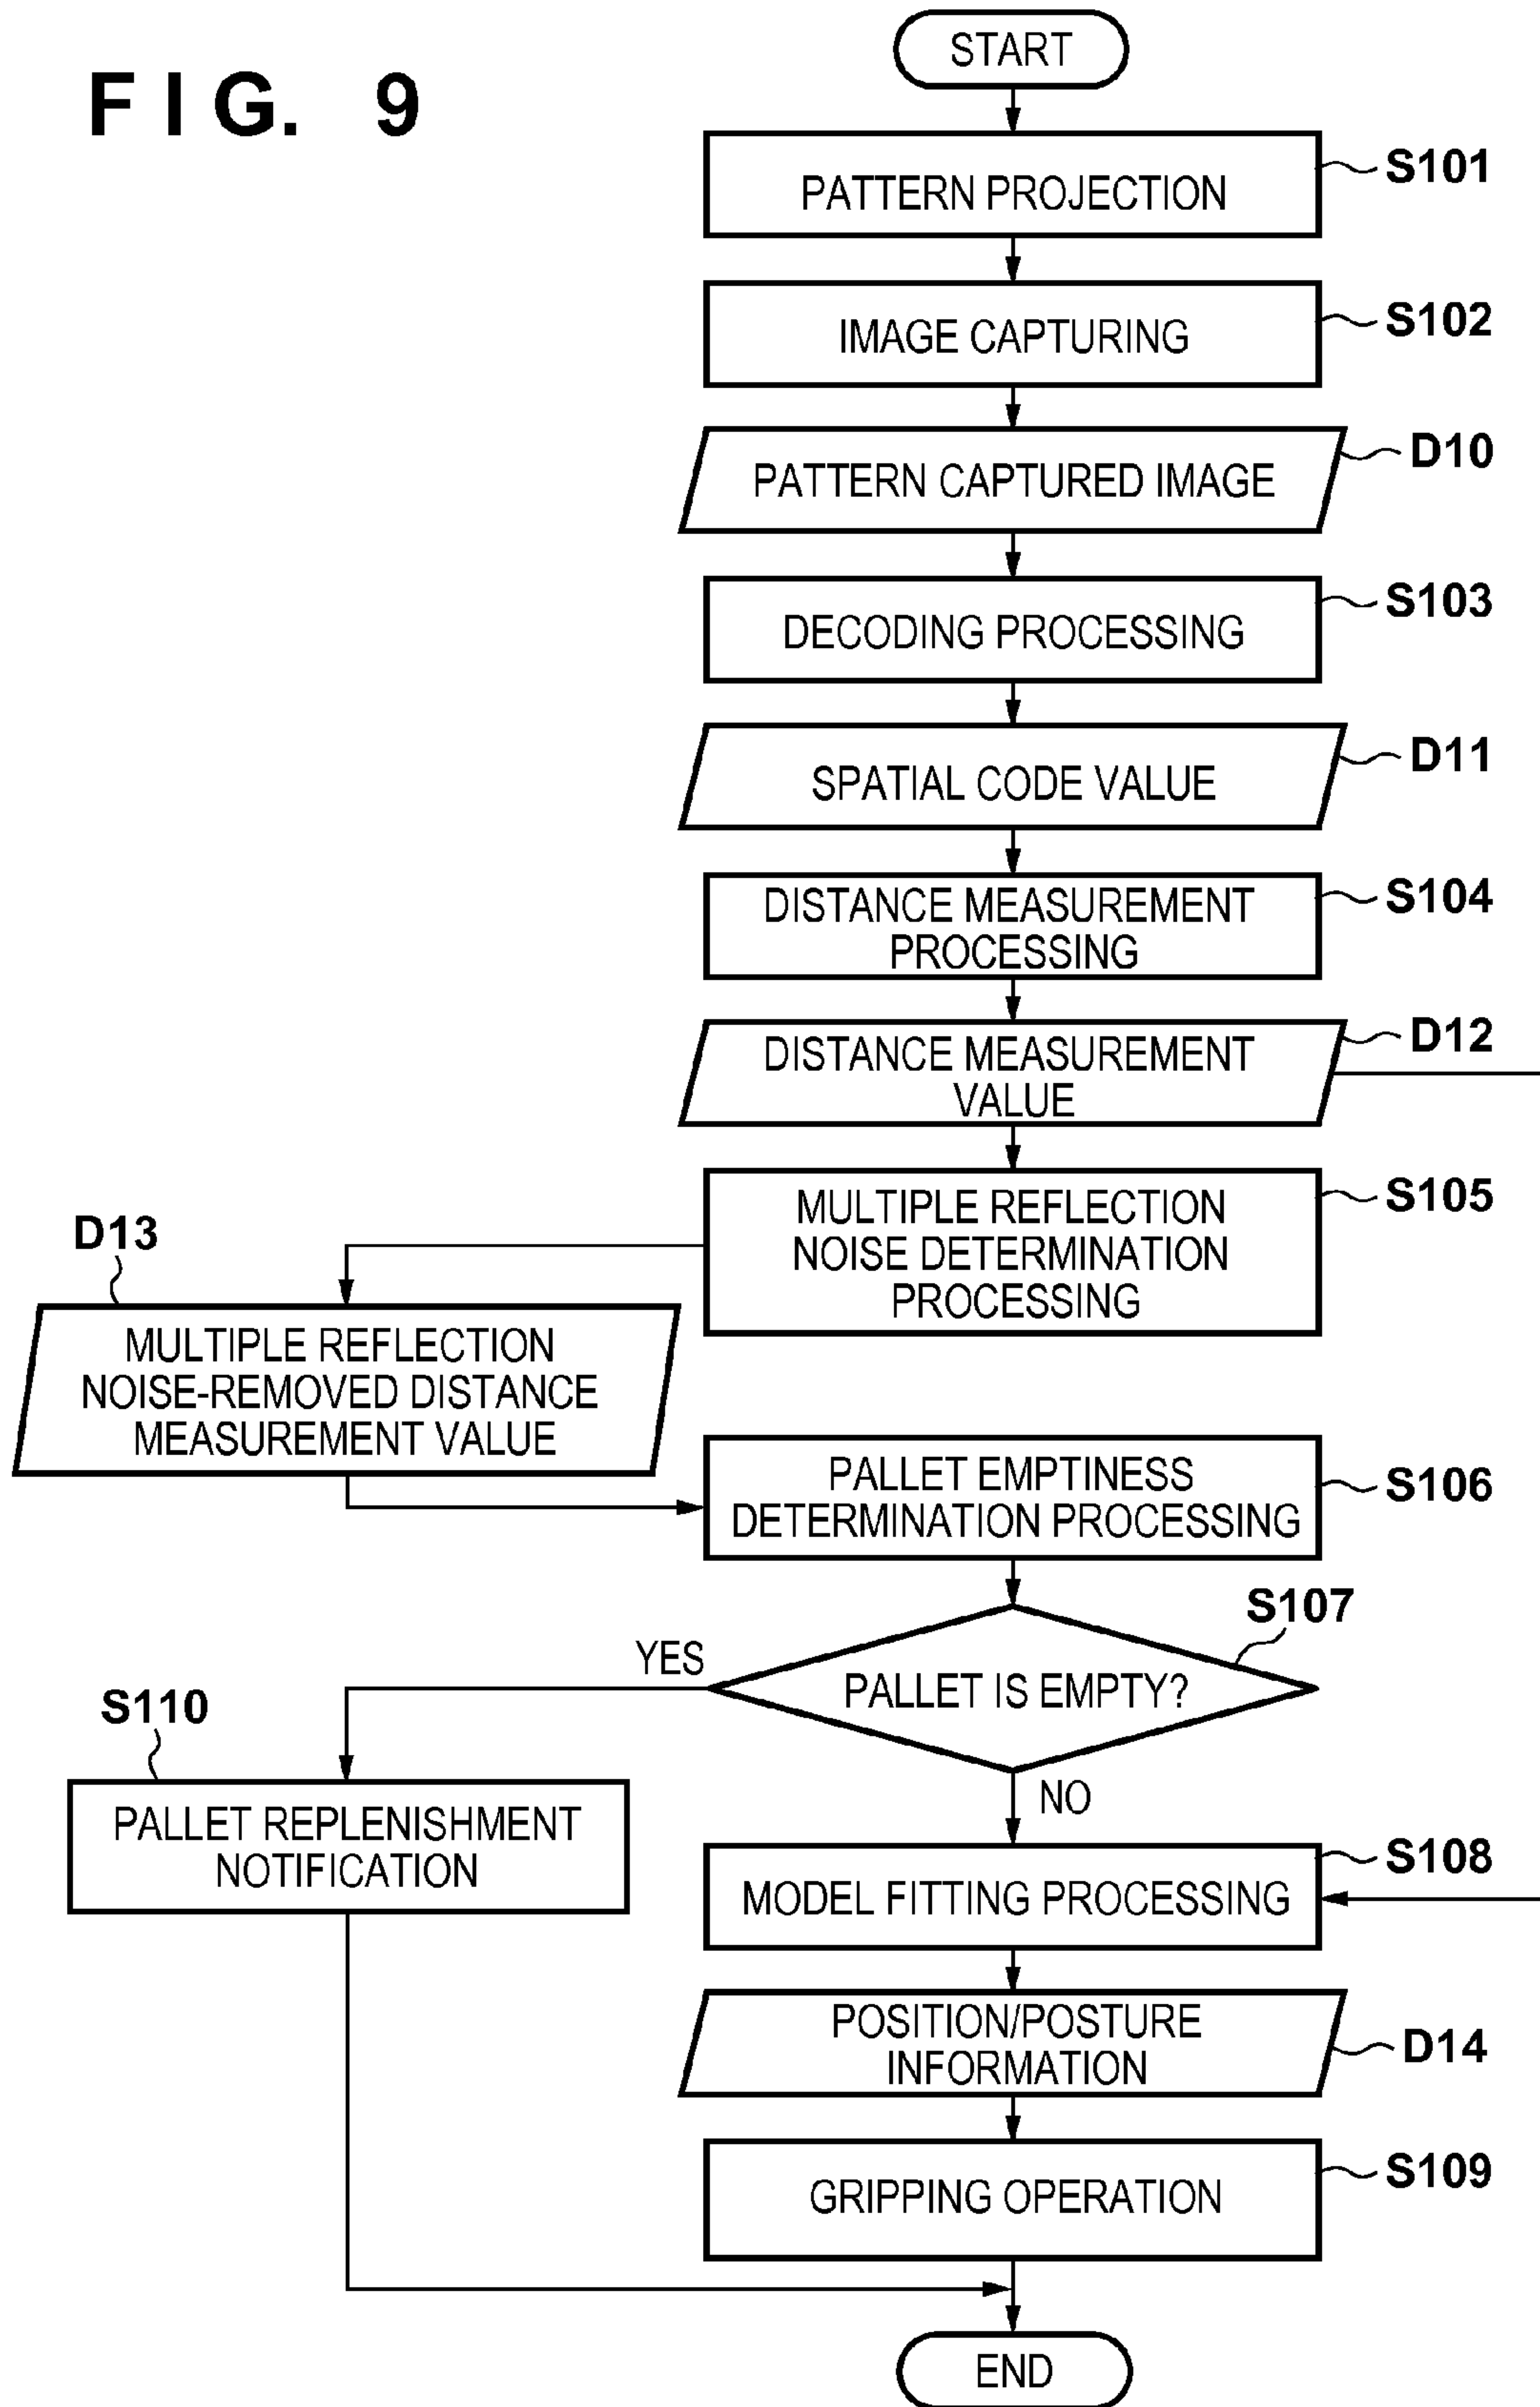 FIG. 9
START
PATTERN PROJECTION
S101
IMAGE CAPTURING
S102
PATTERN CAPTURED IMAGE
D10
DECODING PROCESSING
S103
SPATIAL CODE VALUE
D11
DISTANCE MEASUREMENT
PROCESSING
S104
DISTANCE MEASUREMENT
VALUE
D12
MULTIPLE REFLECTION
NOISE DETERMINATION
PROCESSING
S105
D13
MULTIPLE REFLECTION
NOISE-REMOVED DISTANCE
MEASUREMENT VALUE
PALLET EMPTINESS
DETERMINATION PROCESSING
S106
S107
PALLET IS EMPTY?
YES
NO
S110
PALLET REPLENISHMENT
NOTIFICATION
MODEL FITTING PROCESSING
S108
POSITION/POSTURE
INFORMATION
D14
GRIPPING OPERATION
S109
END